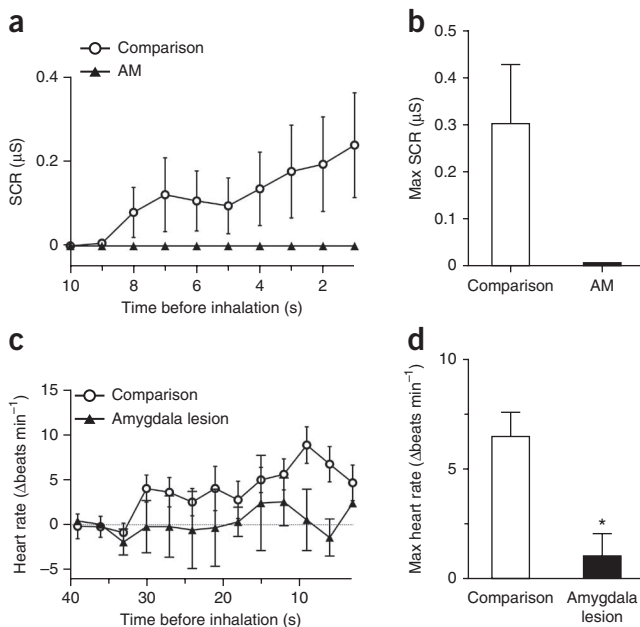 a
Comparison
AM
SCR (µS)
0.4
0.2
0
10 8 6 4 2
Time before inhalation (s)
b
Max SCR (µS)
0.5
0.4
0.3
0.2
0.1
0
Comparison AM
c
Comparison
Amygdala lesion
Heart rate (Δbeats min⁻¹)
15
10
5
0
−5
40 30 20 10
Time before inhalation (s)
d
Max heart rate (Δbeats min⁻¹)
10
5
0
*
Comparison Amygdala
lesion